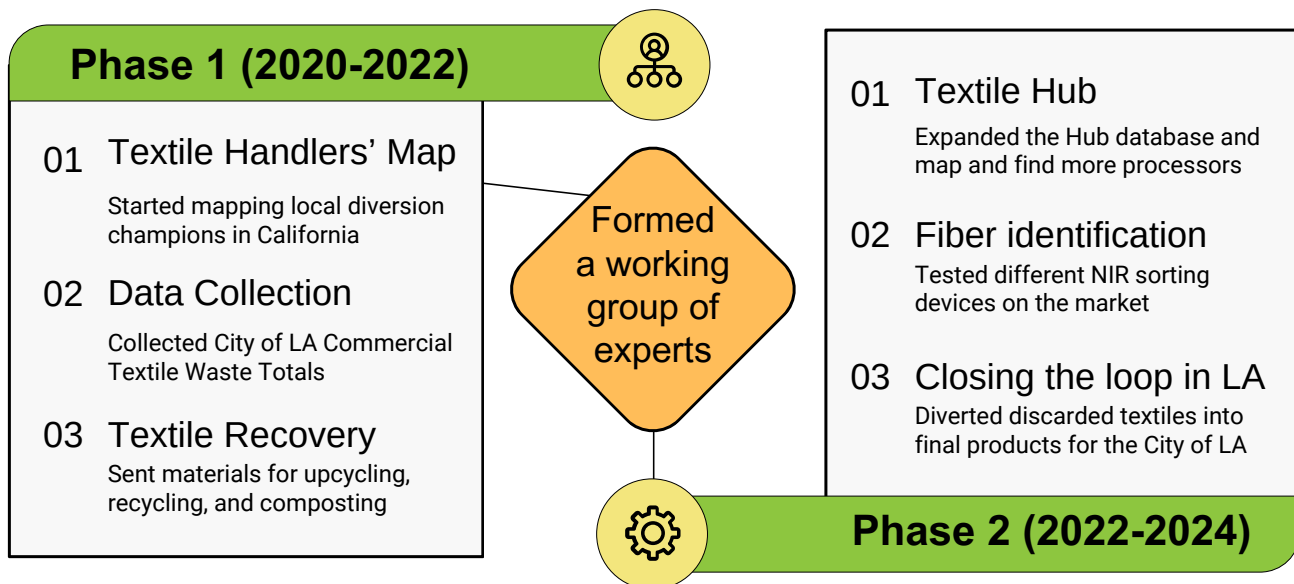 Phase 1 (2020-2022)
01 Textile Handlers’ Map
Started mapping local diversion
champions in California
02 Data Collection
Collected City of LA Commercial
Textile Waste Totals
03 Textile Recovery
Sent materials for upcycling,
recycling, and composting
Formed
a working
group of
experts
01 Textile Hub
Expanded the Hub database and
map and find more processors
02 Fiber identification
Tested different NIR sorting
devices on the market
03 Closing the loop in LA
Diverted discarded textiles into
final products for the City of LA
Phase 2 (2022-2024)